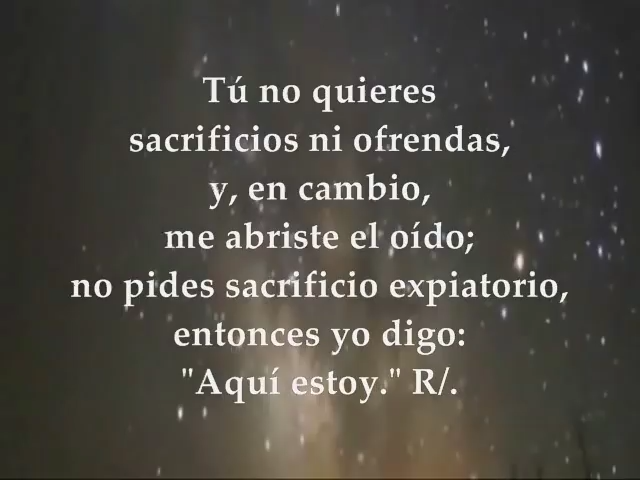 Tú no quieres
sacrificios ni ofrendas,
y, en cambio,
me abriste el oído;
no pides sacrificio expiatorio,
entonces yo digo:
"Aquí estoy." R/.